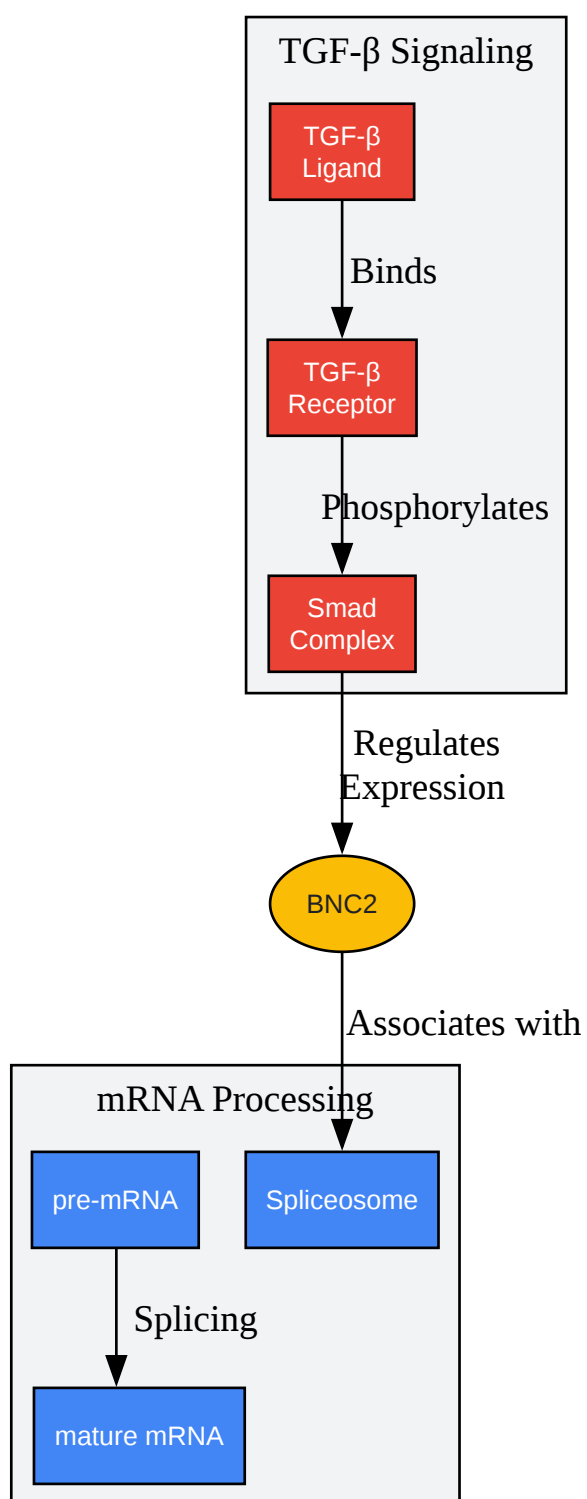 TGF-β Signaling
TGF-β
Ligand
Binds
TGF-β
Receptor
Phosphorylates
Smad
Complex
Regulates
Expression
BNC2
Associates with
mRNA Processing
pre-mRNA
Spliceosome
Splicing
mature mRNA